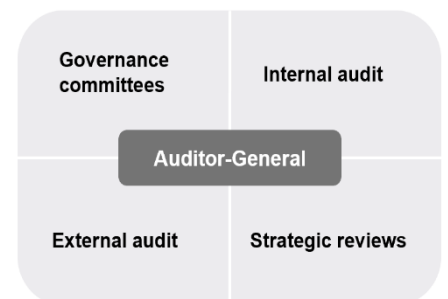 Governance
committees
Internal audit
Auditor-General
External audit
Strategic reviews